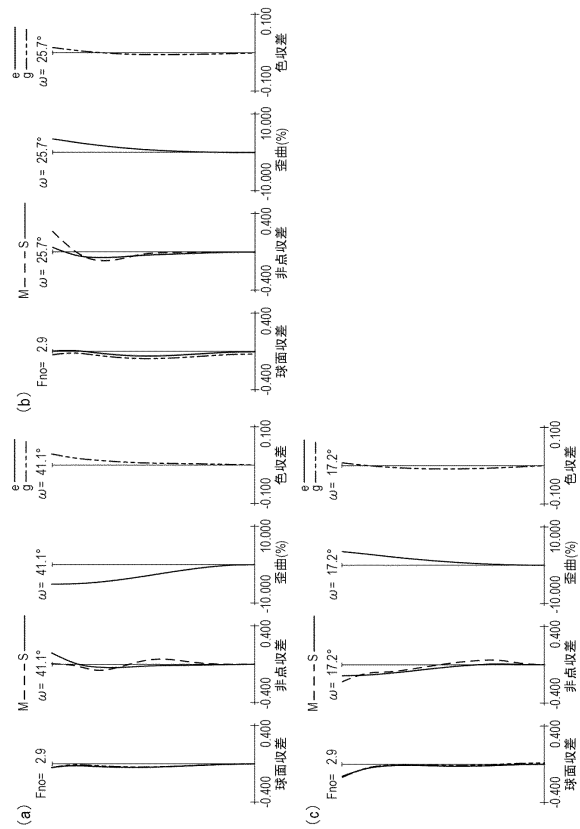 (a)
Fno= 2.9
-0.400 0.400
球面収差
M – – – S ——
ω= 41.1°
-0.400 0.400
非点収差
ω= 41.1°
-10.000 10.000
歪曲(%)
e ——
g –·–·–
ω= 41.1°
-0.100 0.100
色収差
(b)
Fno= 2.9
-0.400 0.400
球面収差
M – – – S ——
ω= 25.7°
-0.400 0.400
非点収差
ω= 25.7°
-10.000 10.000
歪曲(%)
e ——
g –·–·–
ω= 25.7°
-0.100 0.100
色収差
(c)
Fno= 2.9
-0.400 0.400
球面収差
M – – – S ——
ω= 17.2°
-0.400 0.400
非点収差
ω= 17.2°
-10.000 10.000
歪曲(%)
e ——
g –·–·–
ω= 17.2°
-0.100 0.100
色収差